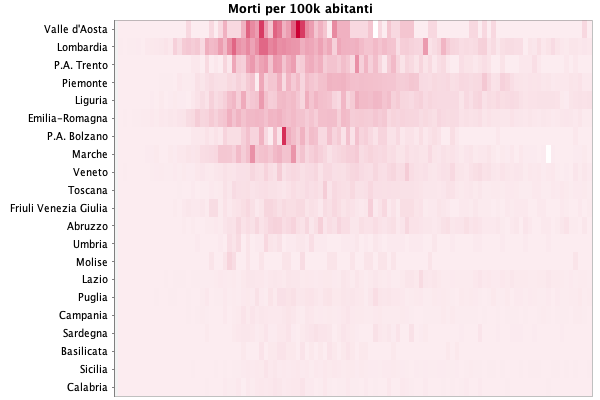 Morti per 100k abitanti
Valle d'Aosta
Lombardia
P.A. Trento
Piemonte
Liguria
Emilia-Romagna
P.A. Bolzano
Marche
Veneto
Toscana
Friuli Venezia Giulia
Abruzzo
Umbria
Molise
Lazio
Puglia
Campania
Sardegna
Basilicata
Sicilia
Calabria